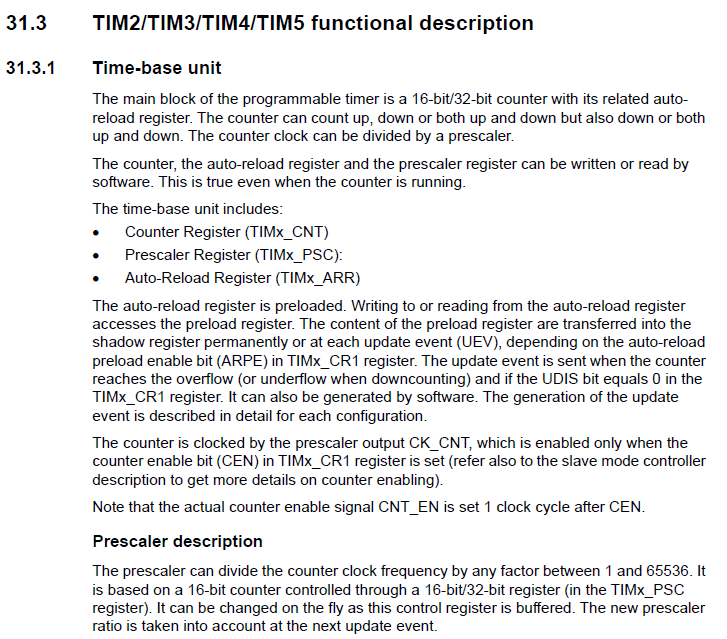 31.3 TIM2/TIM3/TIM4/TIM5 functional description
31.3.1 Time-base unit
The main block of the programmable timer is a 16-bit/32-bit counter with its related auto-
reload register. The counter can count up, down or both up and down but also down or both
up and down. The counter clock can be divided by a prescaler.
The counter, the auto-reload register and the prescaler register can be written or read by
software. This is true even when the counter is running.
The time-base unit includes:
• Counter Register (TIMx_CNT)
• Prescaler Register (TIMx_PSC):
• Auto-Reload Register (TIMx_ARR)
The auto-reload register is preloaded. Writing to or reading from the auto-reload register
accesses the preload register. The content of the preload register are transferred into the
shadow register permanently or at each update event (UEV), depending on the auto-reload
preload enable bit (ARPE) in TIMx_CR1 register. The update event is sent when the counter
reaches the overflow (or underflow when downcounting) and if the UDIS bit equals 0 in the
TIMx_CR1 register. It can also be generated by software. The generation of the update
event is described in detail for each configuration.
The counter is clocked by the prescaler output CK_CNT, which is enabled only when the
counter enable bit (CEN) in TIMx_CR1 register is set (refer also to the slave mode controller
description to get more details on counter enabling).
Note that the actual counter enable signal CNT_EN is set 1 clock cycle after CEN.
Prescaler description
The prescaler can divide the counter clock frequency by any factor between 1 and 65536. It
is based on a 16-bit counter controlled through a 16-bit/32-bit register (in the TIMx_PSC
register). It can be changed on the fly as this control register is buffered. The new prescaler
ratio is taken into account at the next update event.